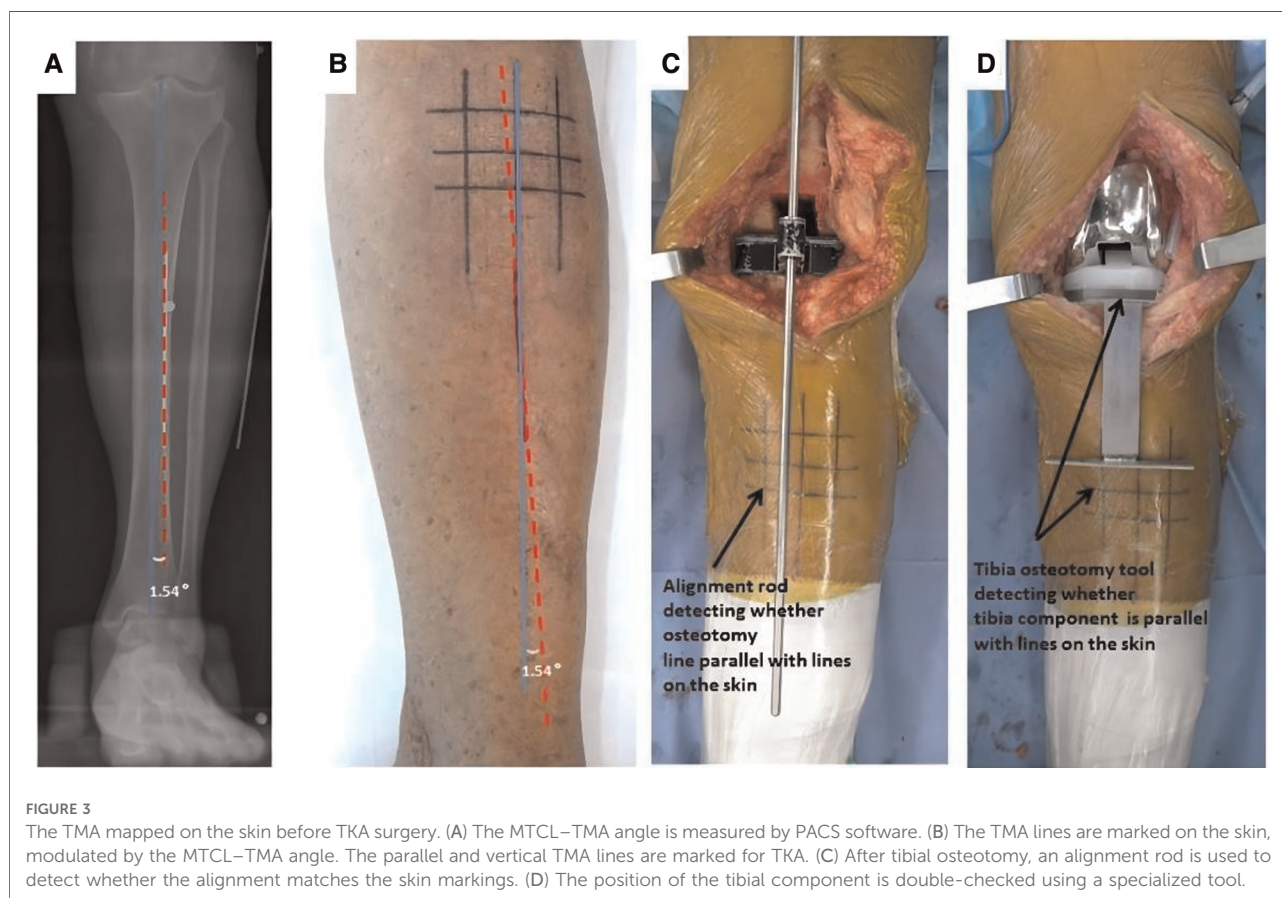 A
B
C
D
1.54°
1.54°
Alignment rod
detecting whether
osteotomy
line parallel with lines
on the skin
Tibia osteotomy tool
detecting whether
tibia component is parallel
with lines on the skin
FIGURE 3
The TMA mapped on the skin before TKA surgery. (A) The MTCL–TMA angle is measured by PACS software. (B) The TMA lines are marked on the skin,
modulated by the MTCL–TMA angle. The parallel and vertical TMA lines are marked for TKA. (C) After tibial osteotomy, an alignment rod is used to
detect whether the alignment matches the skin markings. (D) The position of the tibial component is double-checked using a specialized tool.